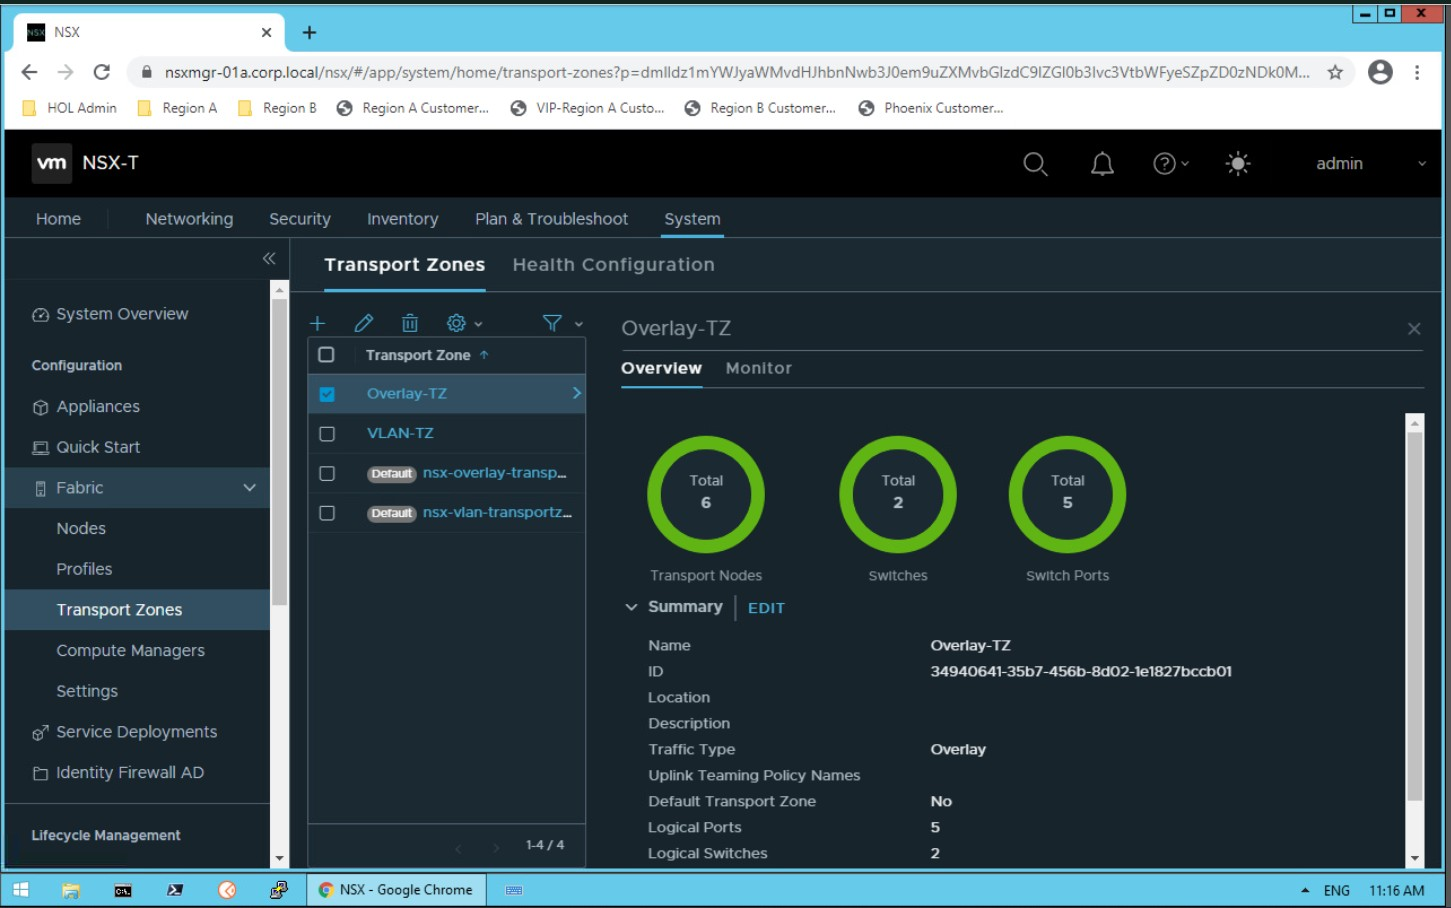 NSX
nsxmgr-01a.corp.local/nsx/#/app/system/home/transport-zones?p=
HOL Admin Region A Region B Region A Customer... VIP-Region A Custo... Region B Customer... Phoenix Customer...
vm NSX-T admin
Home Networking Security Inventory Plan & Troubleshoot System
Transport Zones Health Configuration
System Overview
Configuration
Appliances
Quick Start
Fabric
Nodes
Profiles
Transport Zones
Compute Managers
Settings
Service Deployments
Identity Firewall AD
Lifecycle Management
Transport Zone
Overlay-TZ
VLAN-TZ
Default nsx-overlay-transp...
Default nsx-vlan-transportz...
1-4 / 4
Overlay-TZ
Overview Monitor
Total Total Total
6 2 5
Transport Nodes Switches Switch Ports
Summary EDIT
Name Overlay-TZ
ID 34940641-35b7-456b-8d02-1e1827bccb01
Location
Description
Traffic Type Overlay
Uplink Teaming Policy Names
Default Transport Zone No
Logical Ports 5
Logical Switches 2
NSX - Google Chrome ENG 11:16 AM